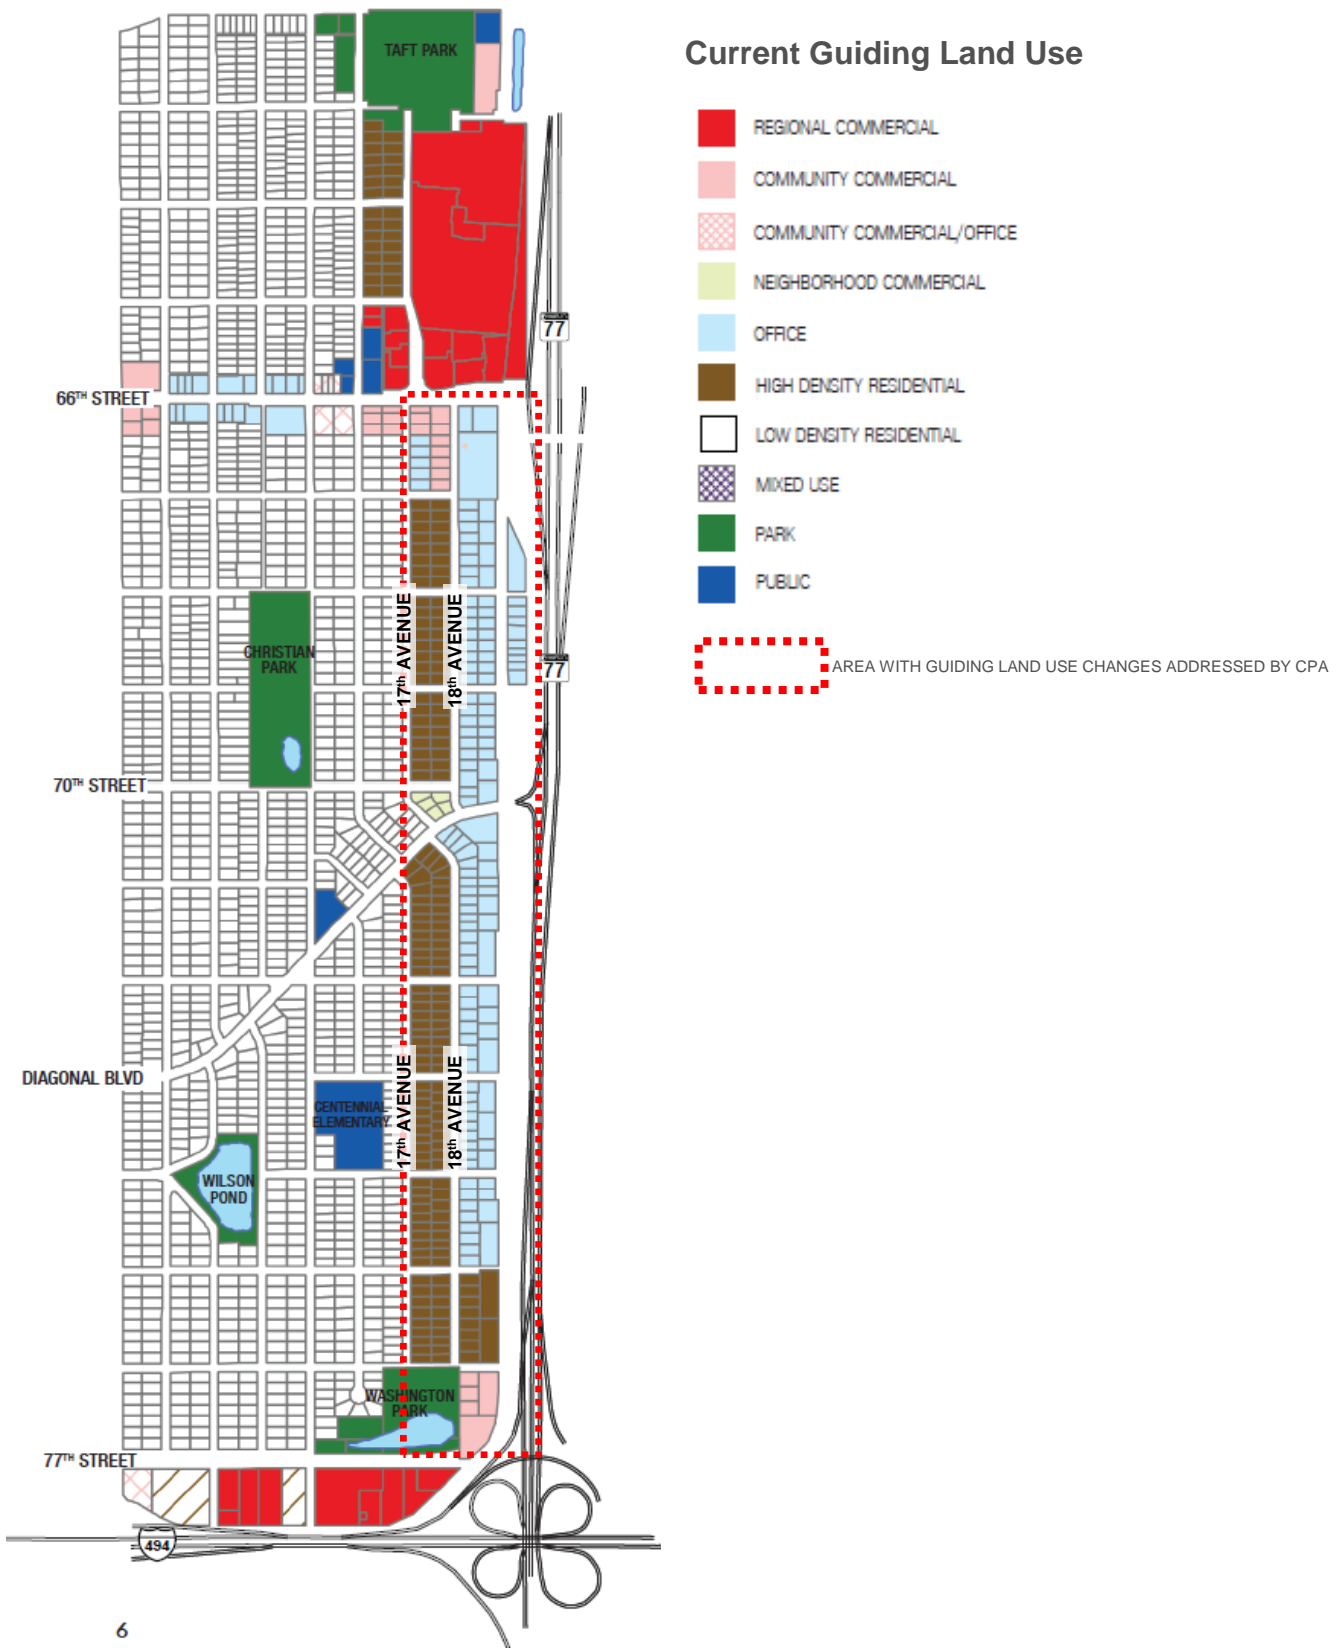 Current Guiding Land Use
TAFT PARK
REGIONAL COMMERCIAL
COMMUNITY COMMERCIAL
COMMUNITY COMMERCIAL/OFFICE
NEIGHBORHOOD COMMERCIAL
OFFICE
HIGH DENSITY RESIDENTIAL
LOW DENSITY RESIDENTIAL
MIXED USE
PARK
PUBLIC
AREA WITH GUIDING LAND USE CHANGES ADDRESSED BY CPA
77
66TH STREET
17th AVENUE
18th AVENUE
CHRISTIAN
PARK
77
70TH STREET
DIAGONAL BLVD
17th AVENUE
18th AVENUE
CENTENNIAL
ELEMENTARY
WILSON
POND
WASHINGTON
PARK
77TH STREET
494
6